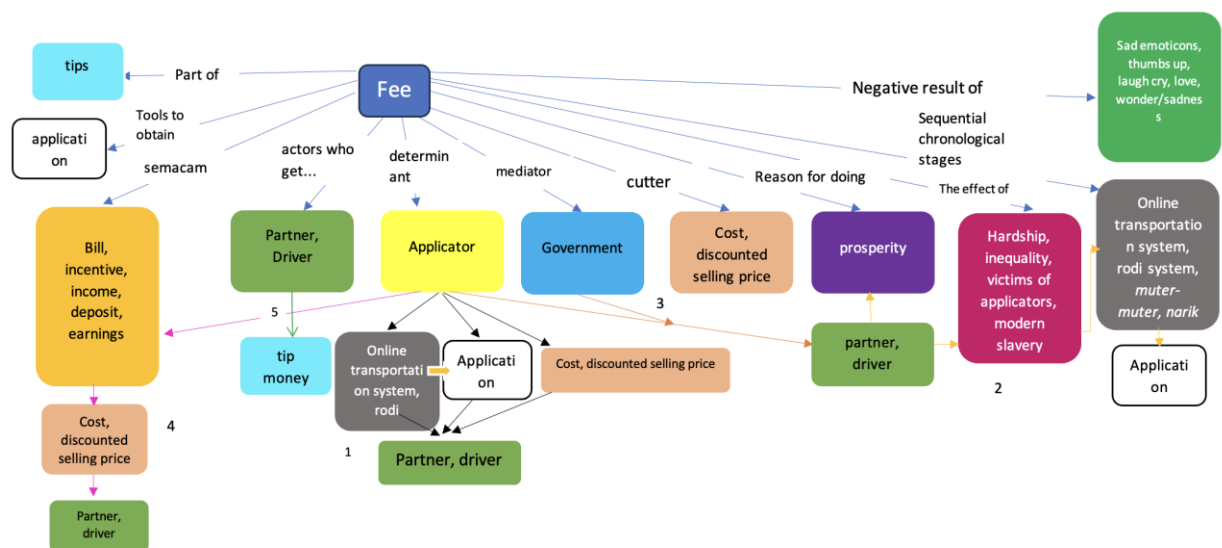 tips
Part of
Fee
Negative result of
Sad emoticons,
thumbs up,
laugh cry, love,
wonder/sadnes
s
Tools to
obtain
applicati
on
semacam
actors who
get...
determin
ant
mediator
cutter
Reason for doing
Sequential
chronological
stages
The effect of
Bill,
incentive,
income,
deposit,
earnings
Partner,
Driver
Applicator
Government
Cost,
discounted
selling price
prosperity
Hardship,
inequality,
victims of
applicators,
modern
slavery
Online
transportatio
n system,
rodi system,
muter-
muter, narik
5
3
tip
money
Online
transportati
on system,
rodi
Applicati
on
Cost, discounted selling price
partner,
driver
2
Applicati
on
Cost,
discounted
selling price
4
1
Partner, driver
Partner,
driver